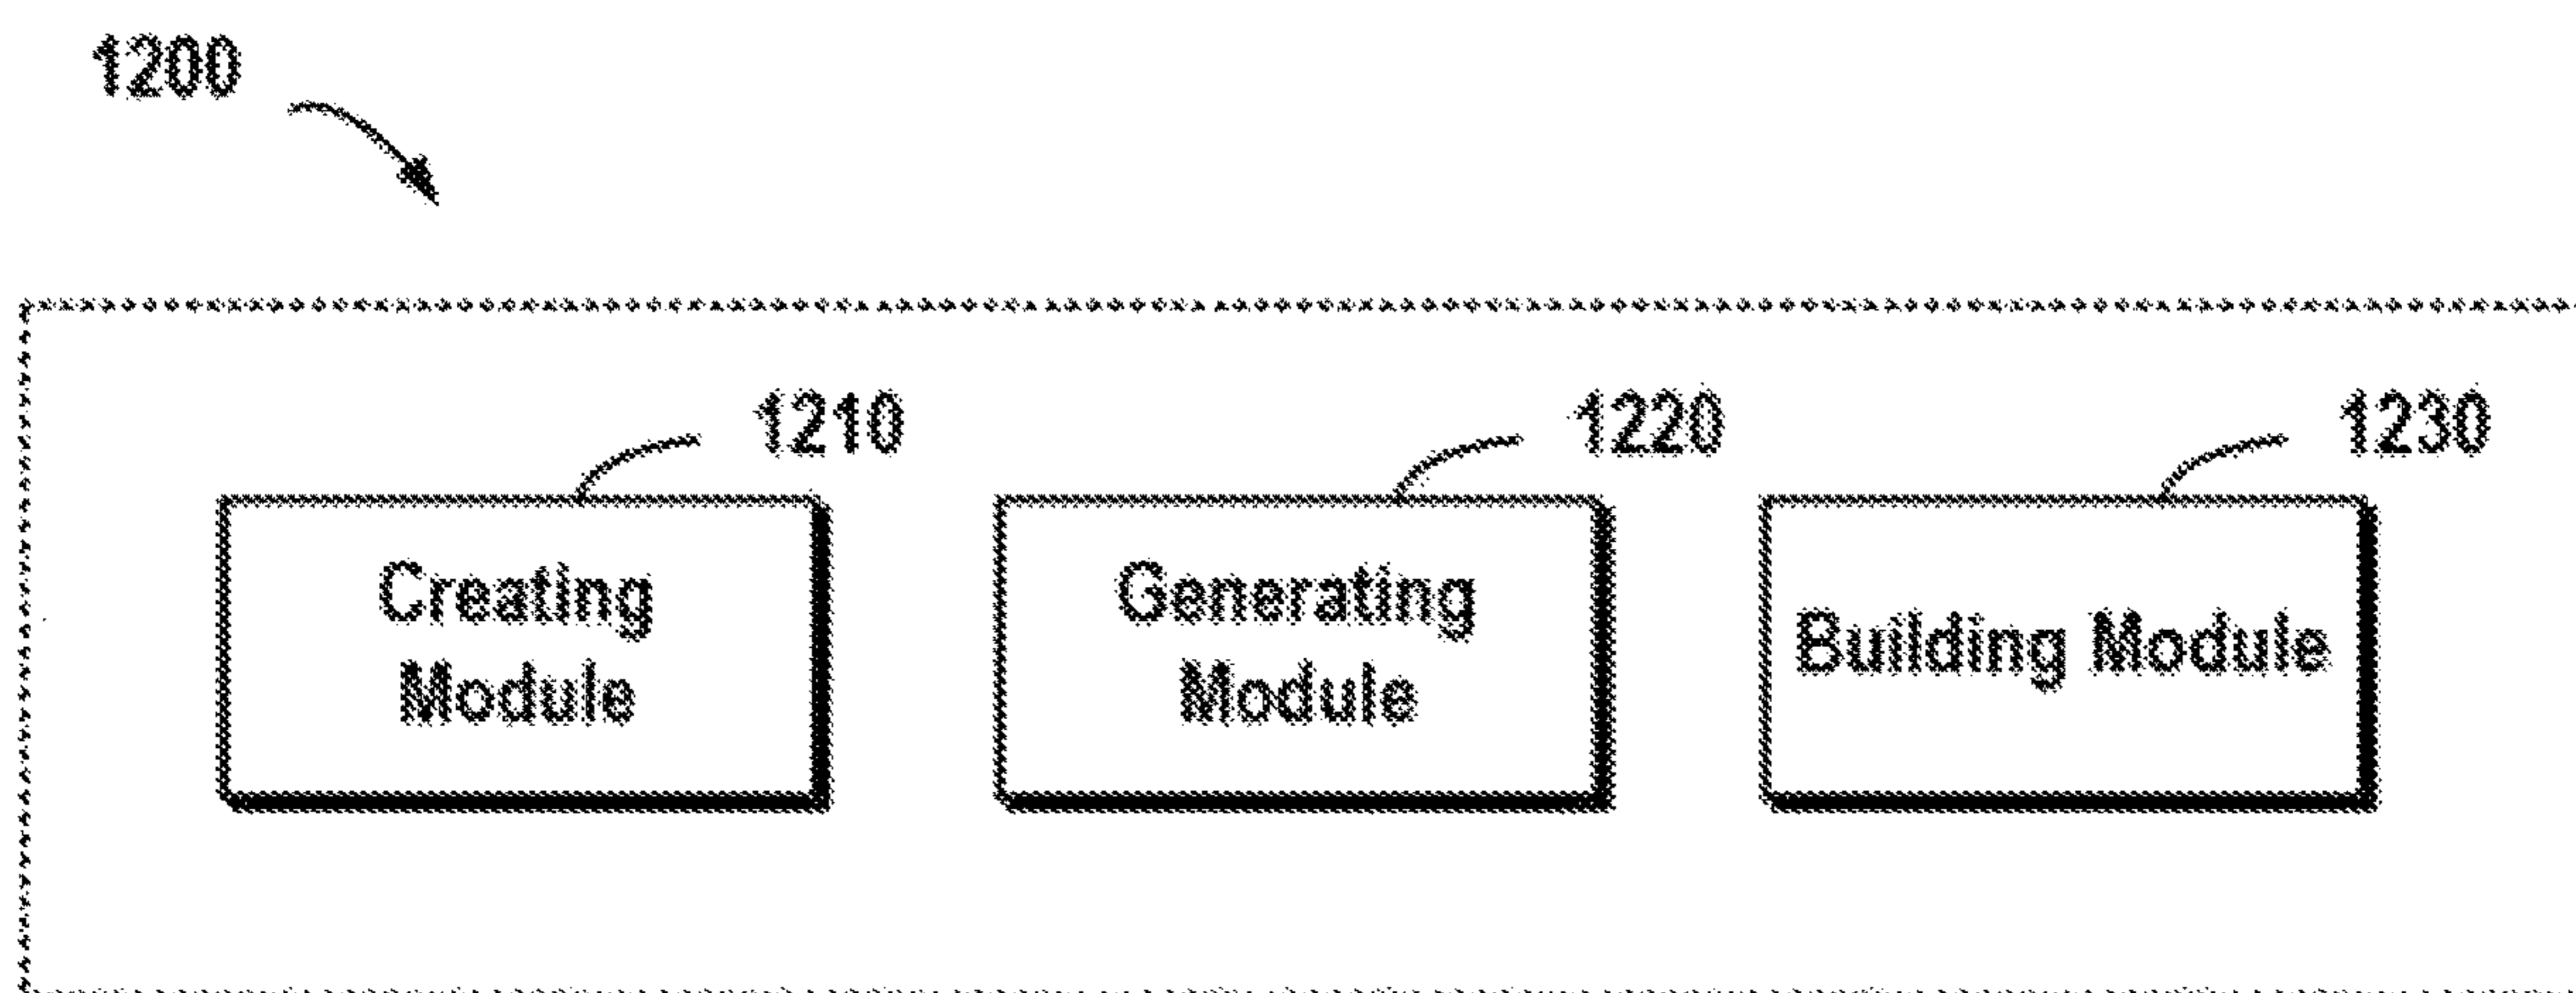 1200
1210
1220
1230
Creating
Module
Generating
Module
Building Module